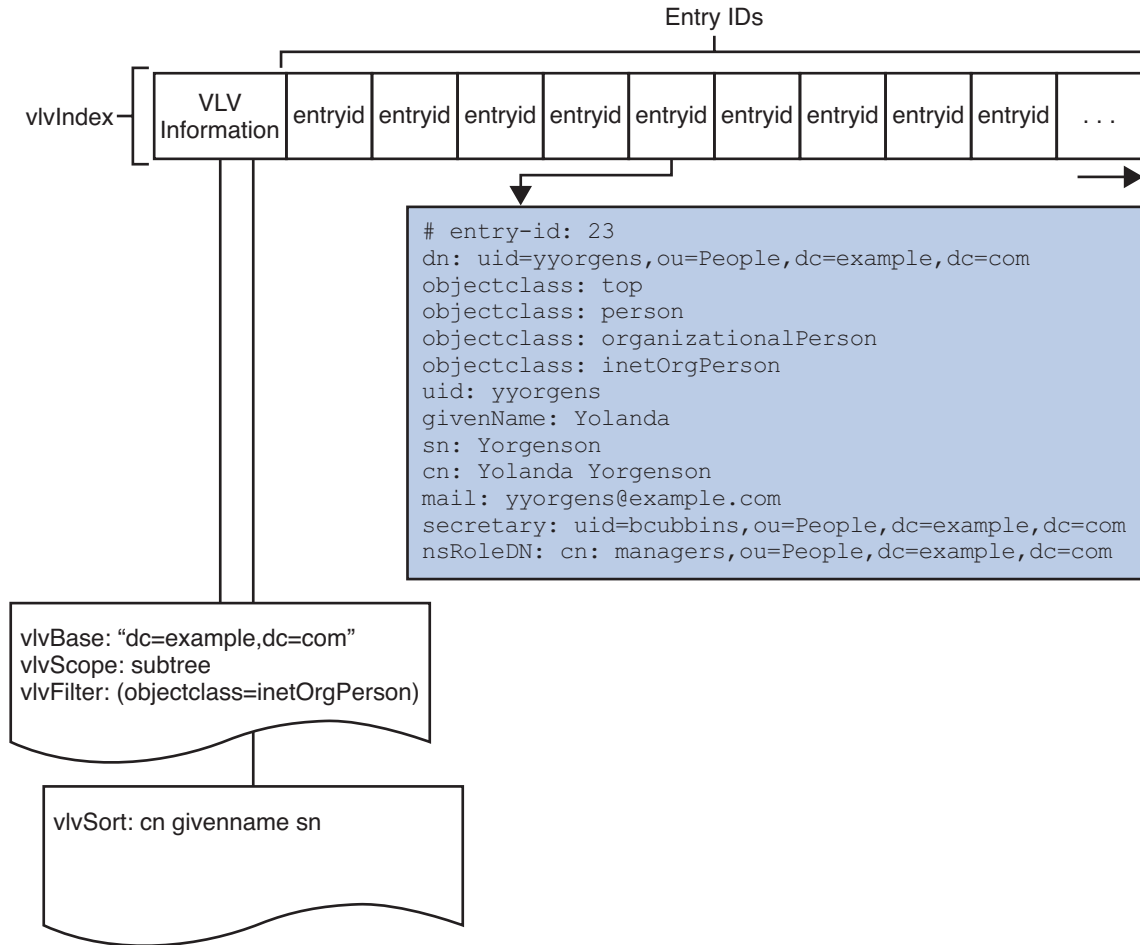 Entry IDs
vlvIndex
VLV
Information
entryid entryid entryid entryid entryid entryid entryid entryid entryid . . .
# entry-id: 23
dn: uid=yyorgens,ou=People,dc=example,dc=com
objectclass: top
objectclass: person
objectclass: organizationalPerson
objectclass: inetOrgPerson
uid: yyorgens
givenName: Yolanda
sn: Yorgenson
cn: Yolanda Yorgenson
mail: yyorgens@example.com
secretary: uid=bcubbins,ou=People,dc=example,dc=com
nsRoleDN: cn: managers,ou=People,dc=example,dc=com
vlvBase: “dc=example,dc=com”
vlvScope: subtree
vlvFilter: (objectclass=inetOrgPerson)
vlvSort: cn givenname sn